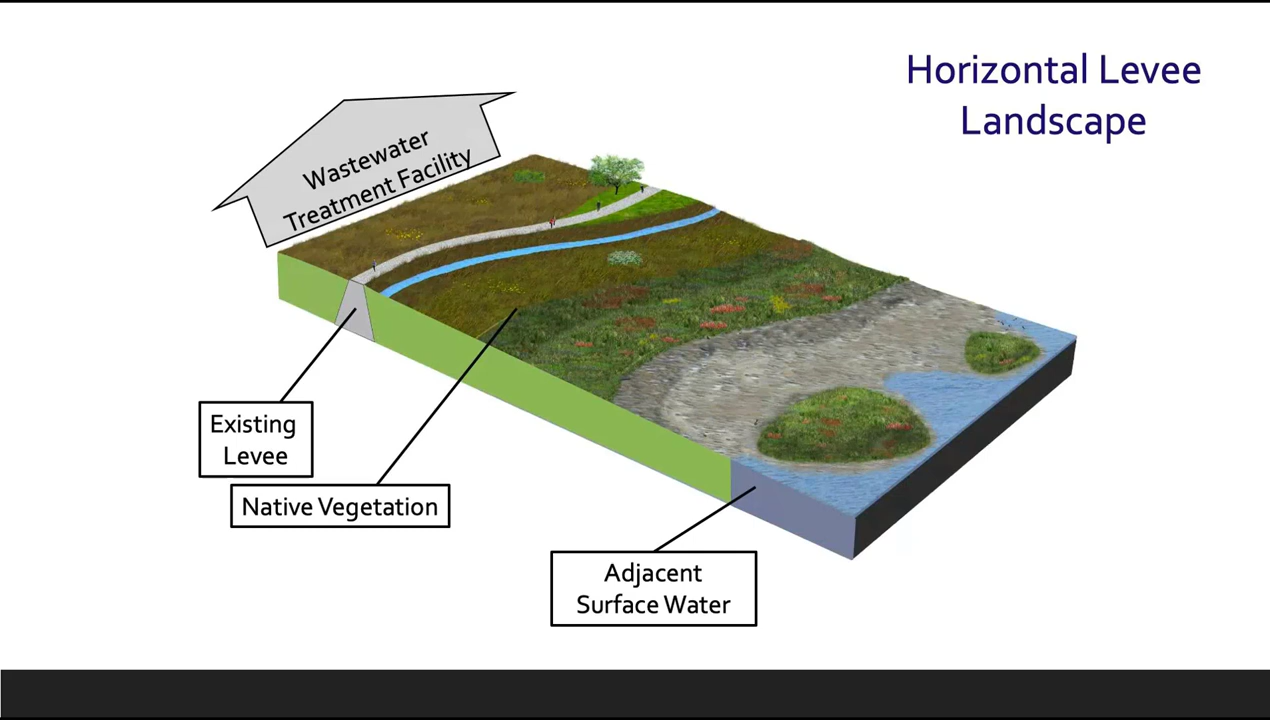 Horizontal Levee
Landscape
Wastewater
Treatment Facility
Existing
Levee
Native Vegetation
Adjacent
Surface Water